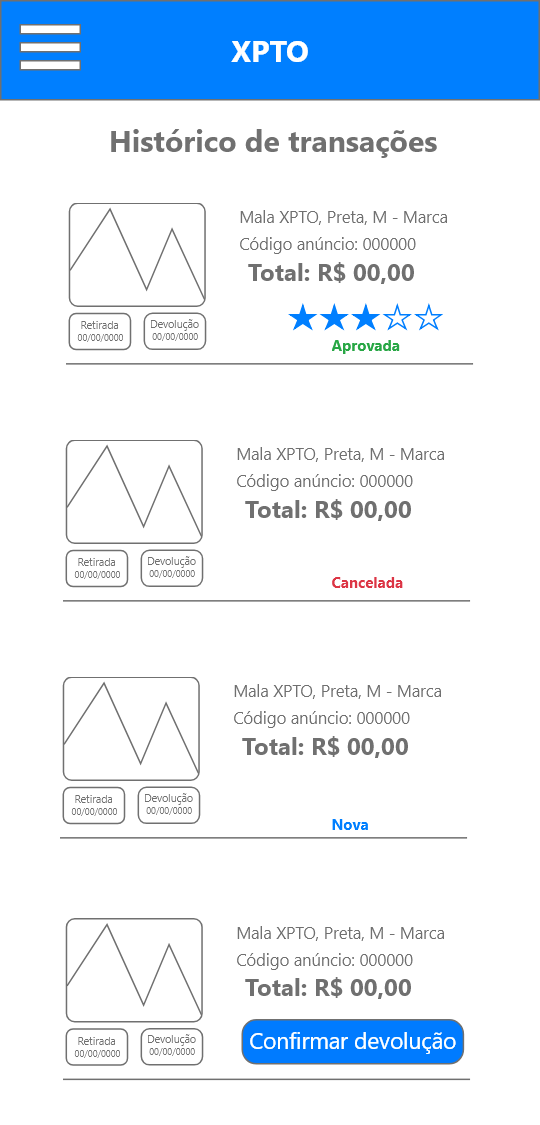 XPTO
Histórico de transações
Mala XPTO, Preta, M - Marca
Código anúncio: 000000
Total: R$ 00,00
Retirada
00/00/0000
Devolução
00/00/0000
Aprovada
Mala XPTO, Preta, M - Marca
Código anúncio: 000000
Total: R$ 00,00
Retirada
00/00/0000
Devolução
00/00/0000
Cancelada
Mala XPTO, Preta, M - Marca
Código anúncio: 000000
Total: R$ 00,00
Retirada
00/00/0000
Devolução
00/00/0000
Nova
Mala XPTO, Preta, M - Marca
Código anúncio: 000000
Total: R$ 00,00
Retirada
00/00/0000
Devolução
00/00/0000
Confirmar devolução